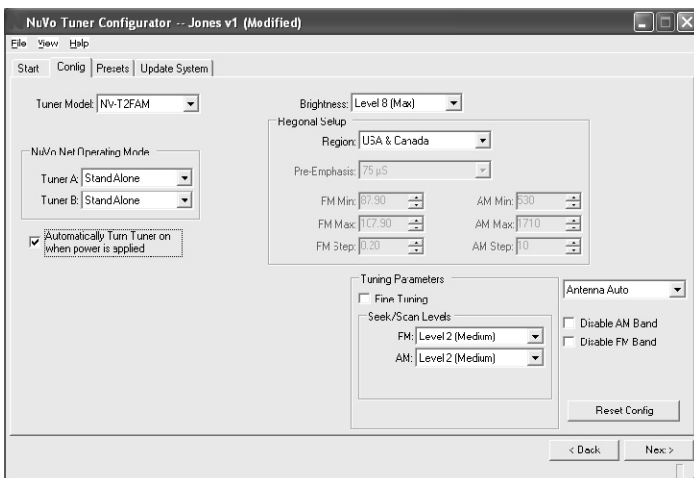 NuVo Tuner Configurator -- Jones v1 (Modified)
File View Help
Start Config Presets Update System
Tuner Model: NV-T2FAM
Brightness: Level 8 (Max)
Regional Setup
Region: USA & Canada
Pre-Emphasis: 75 µS
NuVo Net Operating Mode
Tuner A: StandAlone
Tuner B: StandAlone
FM Min: 87.90 AM Min: 530
FM Max: 107.90 AM Max: 1710
FM Step: 0.20 AM Step: 10
Automatically Turn Tuner on
when power is applied
Tuning Parameters
Fine Tuning
Seek/Scan Levels
FM: Level 2 (Medium)
AM: Level 2 (Medium)
Antenna Auto
Disable AM Band
Disable FM Band
Reset Config
< Back Next >